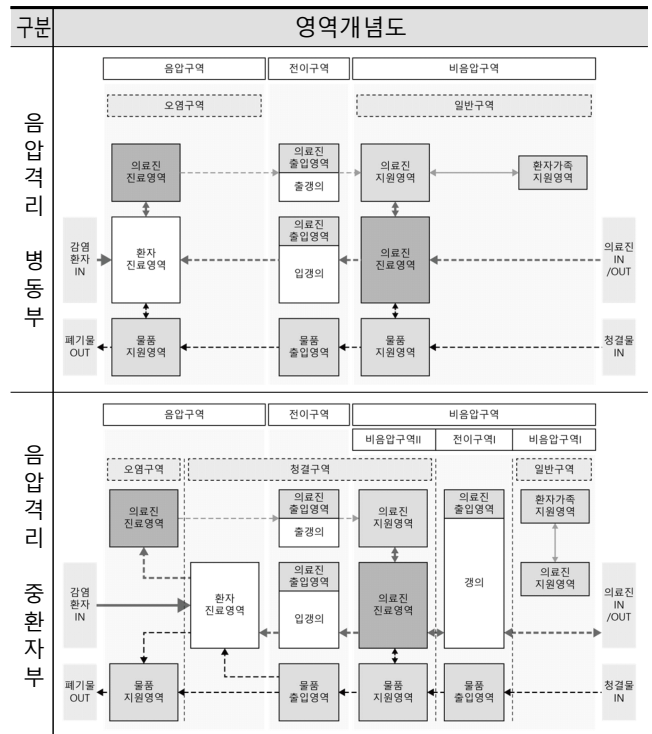 구분
영역개념도
음압격리 병동부
음압구역
전이구역
비음압구역
오염구역
일반구역
의료진
진료영역
의료진
출입영역
출갱의
의료진
지원영역
환자가족
지원영역
감염
환자
IN
환자
진료영역
의료진
출입영역
입갱의
의료진
진료영역
의료진
IN
/OUT
폐기물
OUT
물품
지원영역
물품
출입영역
물품
지원영역
청결물
IN
음압격리 중환자부
음압구역
전이구역
비음압구역
비음압구역II
전이구역I
비음압구역I
오염구역
청결구역
일반구역
의료진
진료영역
의료진
출입영역
출갱의
의료진
지원영역
의료진
출입영역
갱의
환자가족
지원영역
의료진
지원영역
감염
환자
IN
환자
진료영역
의료진
출입영역
입갱의
의료진
진료영역
의료진
IN
/OUT
폐기물
OUT
물품
지원영역
물품
출입영역
물품
지원영역
물품
출입영역
청결물
IN